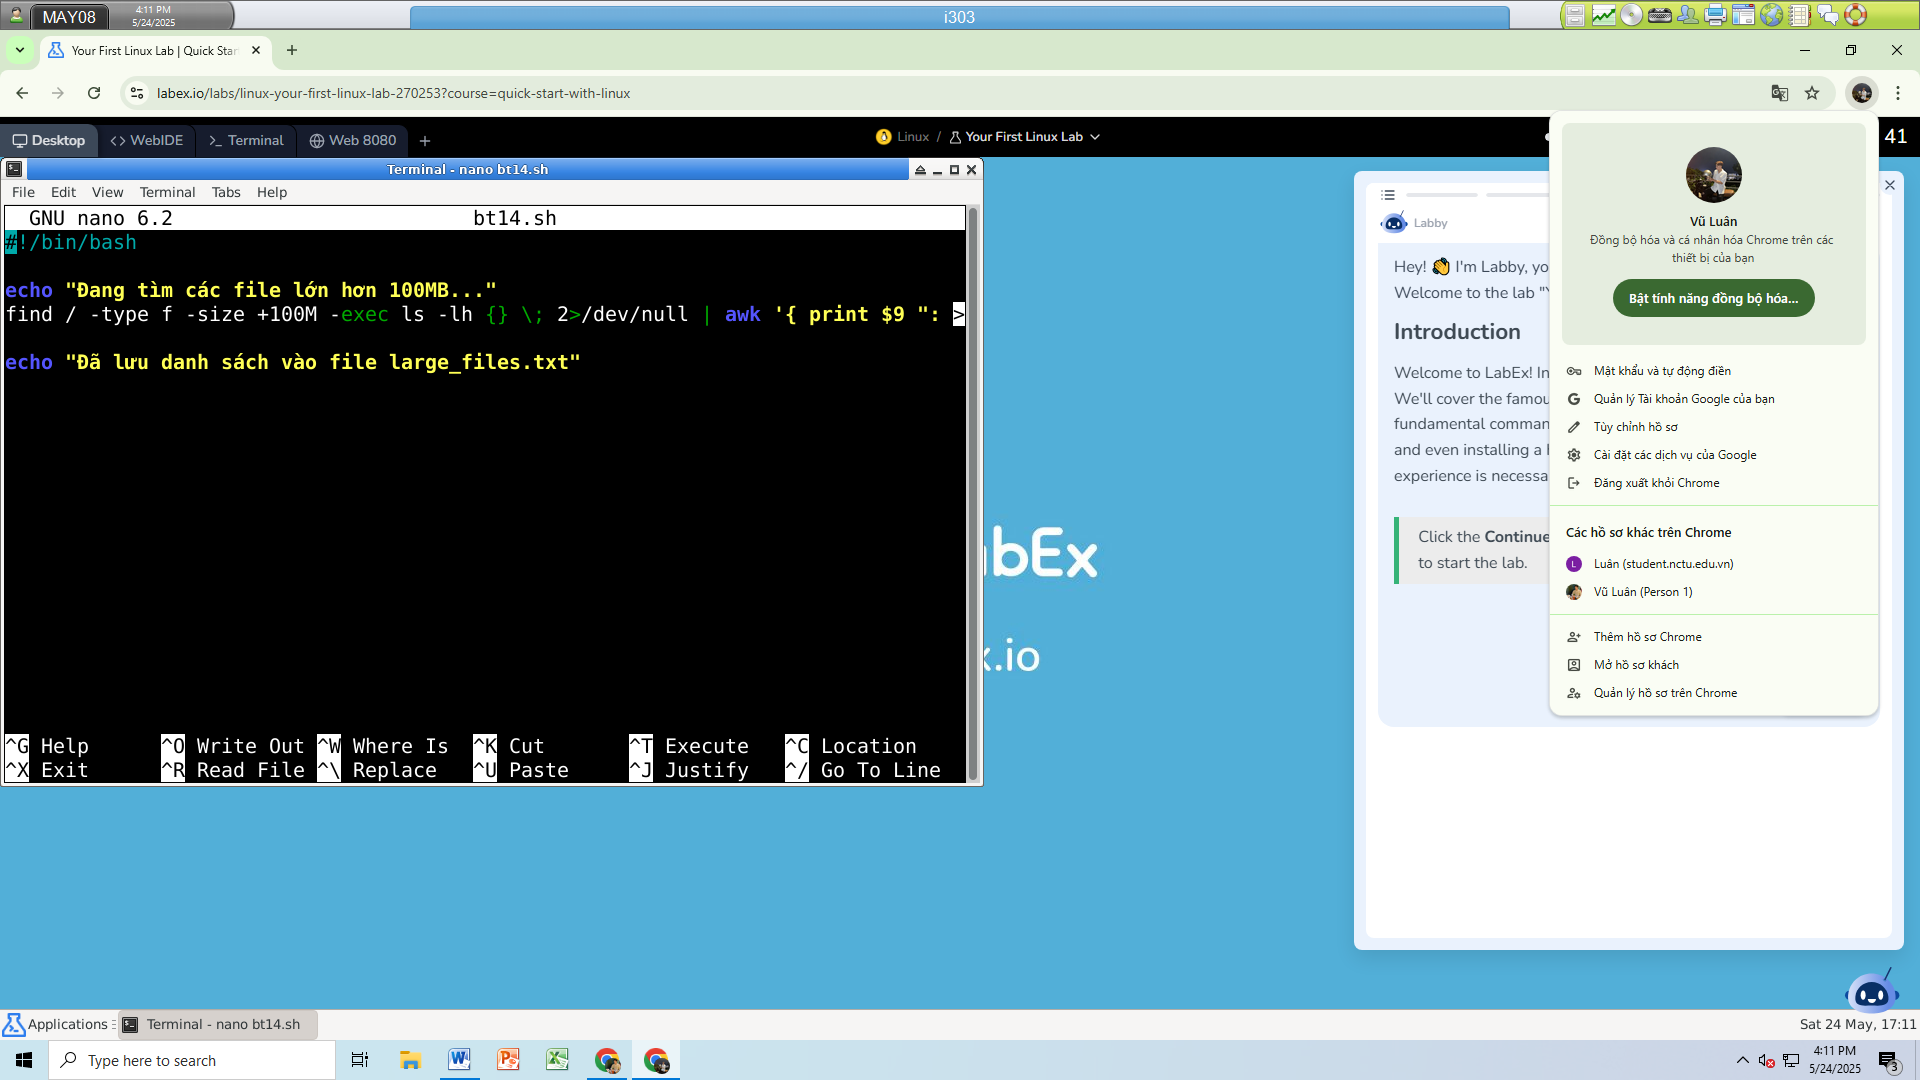 MAY08
4:11 PM
5/24/2025
i303
Your First Linux Lab | Quick Star
labex.io/labs/linux-your-first-linux-lab-270253?course=quick-start-with-linux
Desktop
WebIDE
Terminal
Web 8080
Linux / Your First Linux Lab
41
Terminal - nano bt14.sh
File Edit View Terminal Tabs Help
GNU nano 6.2 bt14.sh
#!/bin/bash
echo "Đang tìm các file lớn hơn 100MB..."
find / -type f -size +100M -exec ls -lh {} \; 2>/dev/null | awk '{ print $9 ": >
echo "Đã lưu danh sách vào file large_files.txt"
^G Help ^O Write Out ^W Where Is ^K Cut ^T Execute ^C Location
^X Exit ^R Read File ^\ Replace ^U Paste ^J Justify ^/ Go To Line
abEx
x.io
Labby
Hey! 👋 I'm Labby, yo
Welcome to the lab "Y
Introduction
Welcome to LabEx! In
We'll cover the famou
fundamental comman
and even installing a h
experience is necessa
Click the Continue
to start the lab.
Vũ Luân
Đồng bộ hóa và cá nhân hóa Chrome trên các
thiết bị của bạn
Bật tính năng đồng bộ hóa...
Mật khẩu và tự động điền
Quản lý Tài khoản Google của bạn
Tùy chỉnh hồ sơ
Cài đặt các dịch vụ của Google
Đăng xuất khỏi Chrome
Các hồ sơ khác trên Chrome
L
Luân (student.nctu.edu.vn)
Vũ Luân (Person 1)
Thêm hồ sơ Chrome
Mở hồ sơ khách
Quản lý hồ sơ trên Chrome
Applications
Terminal - nano bt14.sh
Sat 24 May, 17:11
Type here to search
4:11 PM
5/24/2025
3